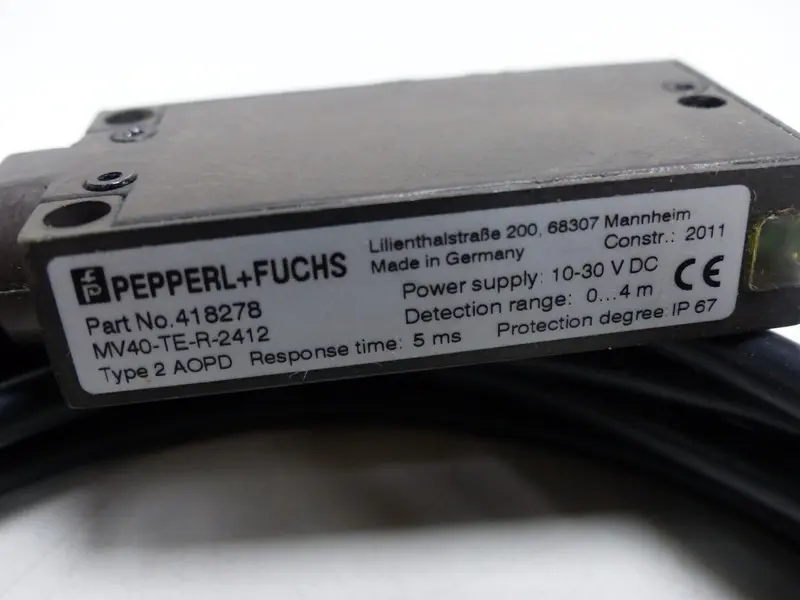 PEPPERL+FUCHS
Lilienthalstraße 200, 68307 Mannheim
Made in Germany
Constr.: 2011
Part No.418278
Power supply: 10-30 V DC
CE
MV40-TE-R-2412
Detection range: 0...4 m
Type 2 AOPD
Response time: 5 ms
Protection degree: IP 67